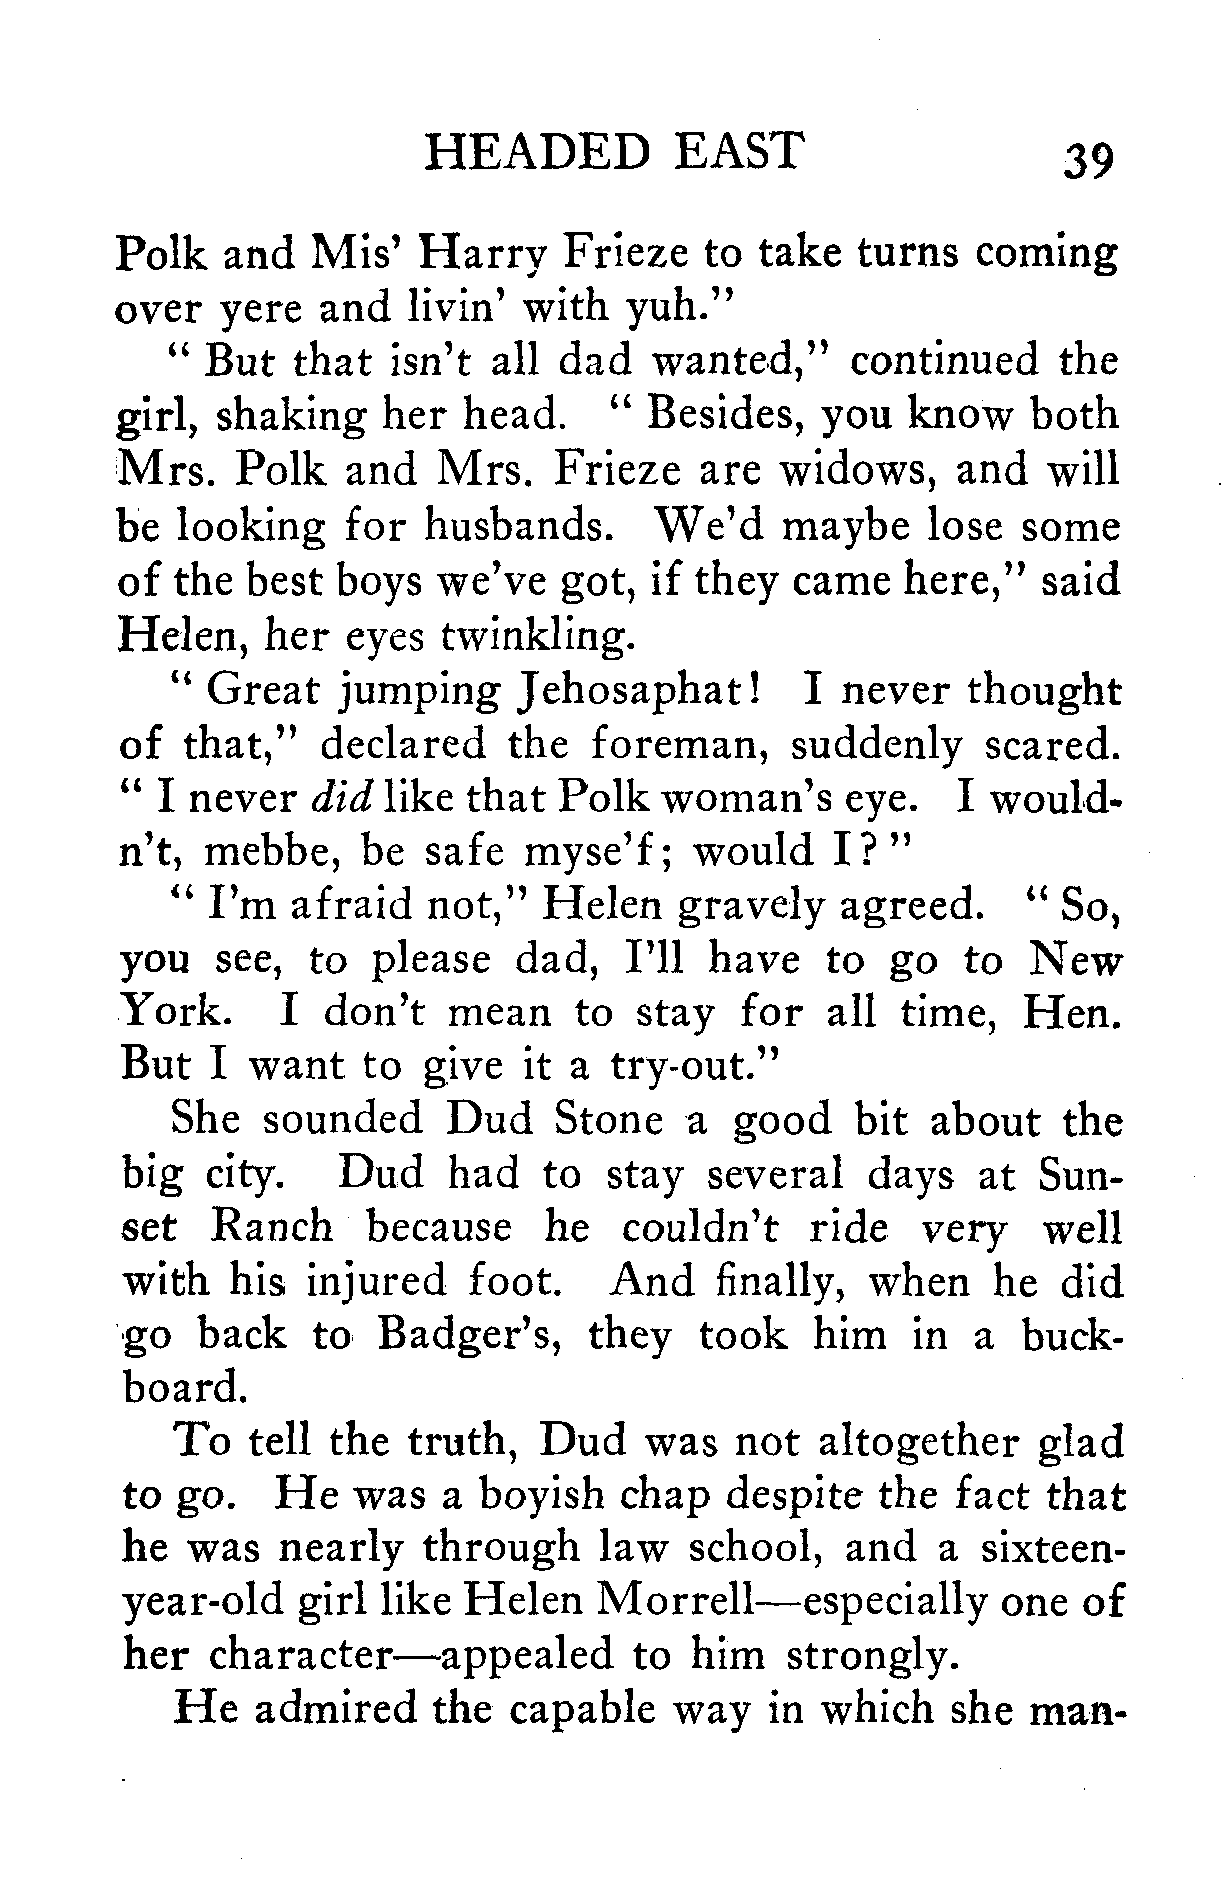 HEADED EAST 39
Polk and Mis' Harry Frieze to take turns coming
over yere and livin' with yuh."
" But that isn't all dad wanted," continued the
girl, shaking her head. " Besides, you know both
Mrs. Polk and Mrs. Frieze are widows, and will
be looking for husbands. We'd maybe lose some
of the best boys we've got, if they came here," said
Helen, her eyes twinkling.
" Great jumping Jehosaphat! I never thought
of that," declared the foreman, suddenly scared.
" I never did like that Polk woman's eye. I would-
n't, mebbe, be safe myse'f; would I? "
" I'm afraid not," Helen gravely agreed. " So,
you see, to please dad, I'll have to go to New
York. I don't mean to stay for all time, Hen.
But I want to give it a try-out."
She sounded Dud Stone a good bit about the
big city. Dud had to stay several days at Sun-
set Ranch because he couldn't ride very well
with his injured foot. And finally, when he did
go back to Badger's, they took him in a buck-
board.
To tell the truth, Dud was not altogether glad
to go. He was a boyish chap despite the fact that
he was nearly through law school, and a sixteen-
year-old girl like Helen Morrell—especially one of
her character—appealed to him strongly.
He admired the capable way in which she man-